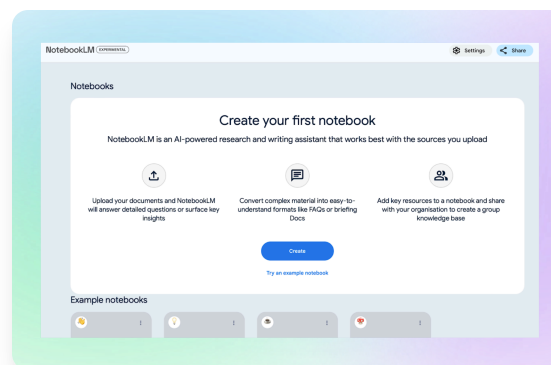 NotebookLM EXPERIMENTAL
Settings
Share
Notebooks
Create your first notebook
NotebookLM is an AI-powered research and writing assistant that works best with the sources you upload
Upload your documents and NotebookLM
will answer detailed questions or surface key
insights
Convert complex material into easy-to-
understand formats like FAQs or briefing
Docs
Add key resources to a notebook and share
with your organisation to create a group
knowledge base
Create
Try an example notebook
Example notebooks